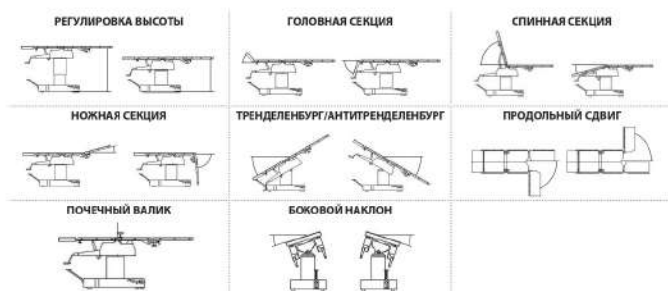 РЕГУЛИРОВКА ВЫСОТЫ
ГОЛОВНАЯ СЕКЦИЯ
СПИННАЯ СЕКЦИЯ
НОЖНАЯ СЕКЦИЯ
ТРЕНДЕЛЕНБУРГ/АНТИТРЕНДЕЛЕНБУРГ
ПРОДОЛЬНЫЙ СДВИГ
ПОЧЕЧНЫЙ ВАЛИК
БОКОВОЙ НАКЛОН